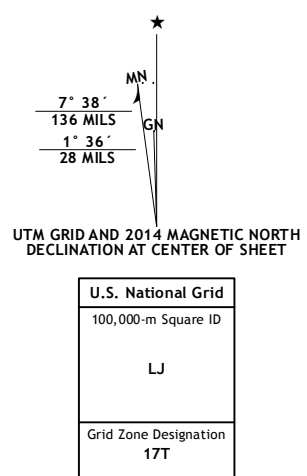 MN
7° 38´
136 MILS
GN
1° 36´
28 MILS
UTM GRID AND 2014 MAGNETIC NORTH
DECLINATION AT CENTER OF SHEET
U.S. National Grid
100,000-m Square ID
LJ
Grid Zone Designation
17T